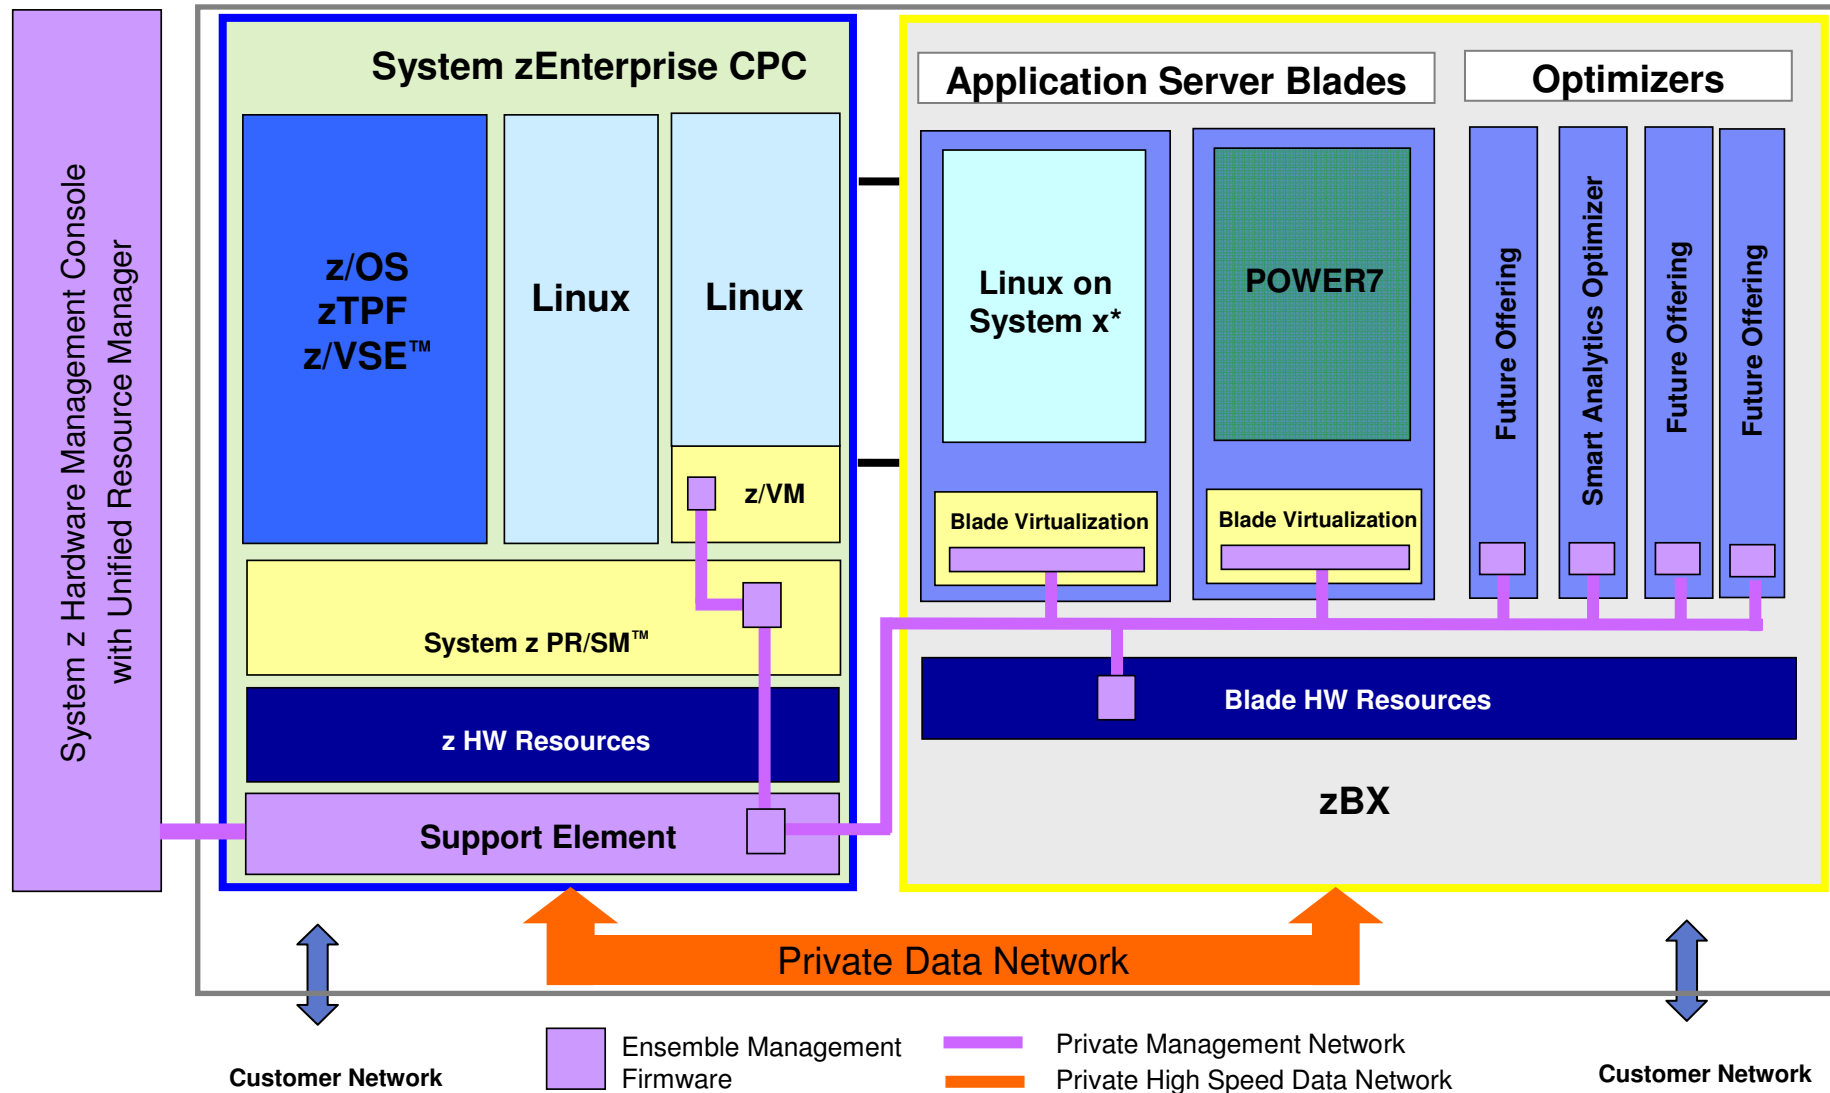 System z Hardware Management Console
with Unified Resource Manager
System zEnterprise CPC
z/OS
zTPF
z/VSE™
Linux
Linux
z/VM
System z PR/SM™
z HW Resources
Support Element
Application Server Blades
Optimizers
Linux on
System x*
POWER7
Blade Virtualization
Blade Virtualization
Future Offering
Smart Analytics Optimizer
Future Offering
Future Offering
Blade HW Resources
zBX
Private Data Network
Customer Network
Ensemble Management
Firmware
Private Management Network
Private High Speed Data Network
Customer Network